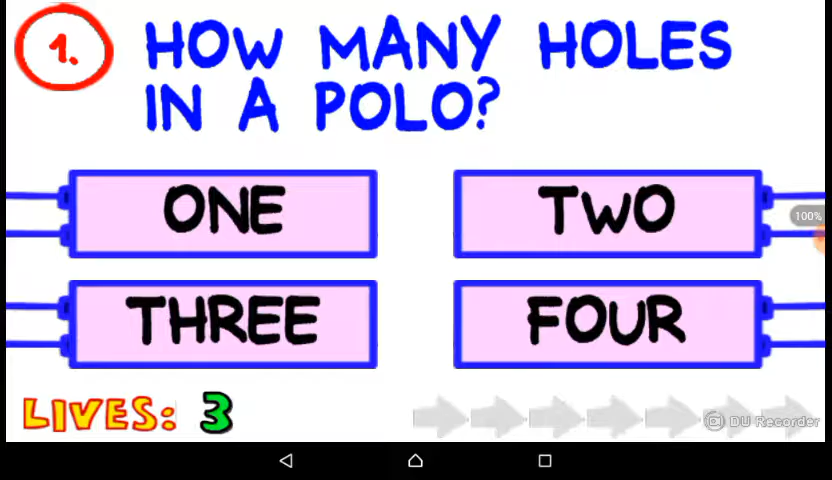 1. HOW MANY HOLES
IN A POLO?
ONE
TWO
100%
THREE
FOUR
LIVES: 3
DU Recorder